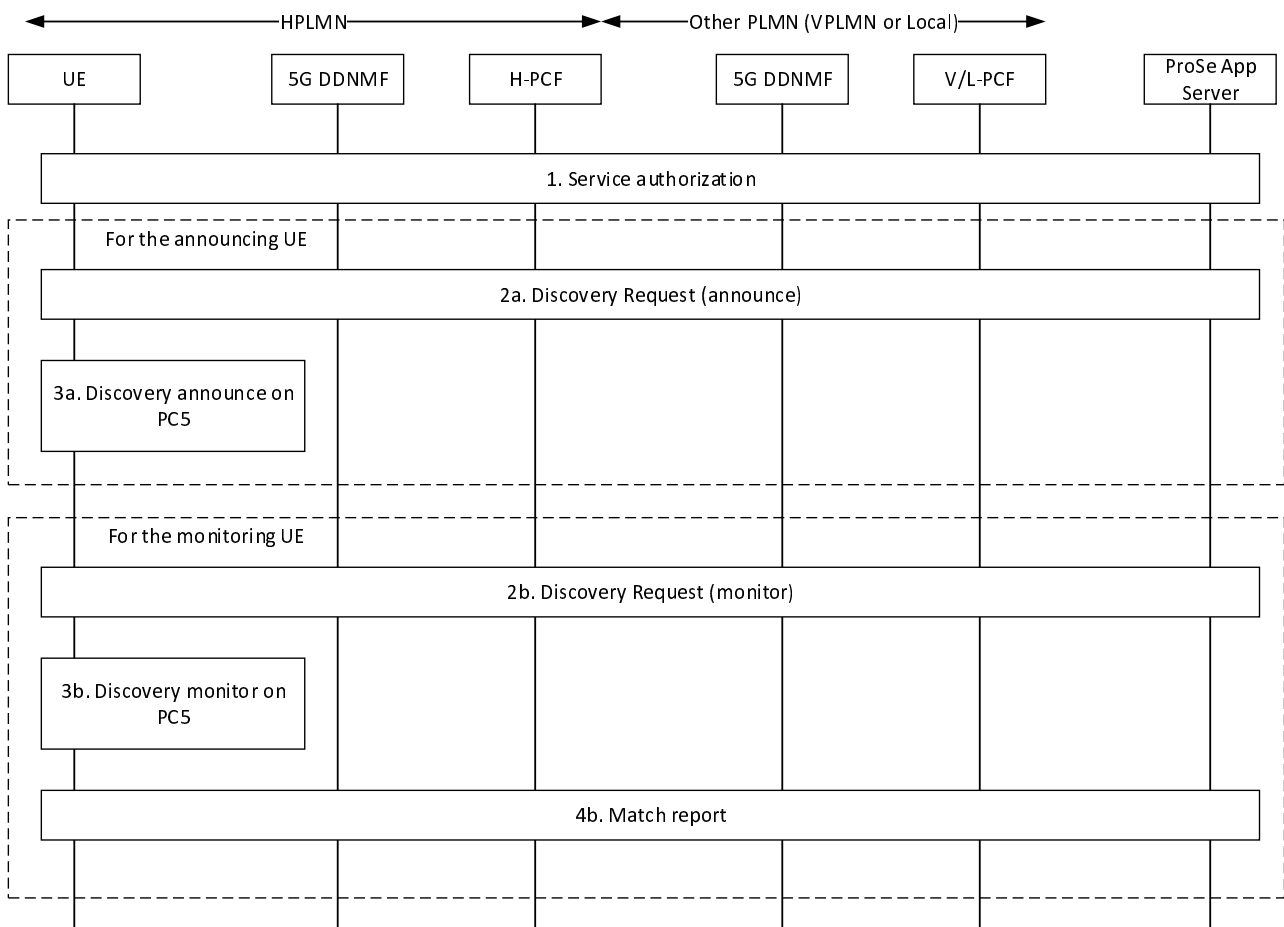 HPLMN
Other PLMN (VPLMN or Local)
UE
5G DDNMF
H-PCF
5G DDNMF
V/L-PCF
ProSe App
Server
1. Service authorization
For the announcing UE
2a. Discovery Request (announce)
3a. Discovery announce on
PC5
For the monitoring UE
2b. Discovery Request (monitor)
3b. Discovery monitor on
PC5
4b. Match report